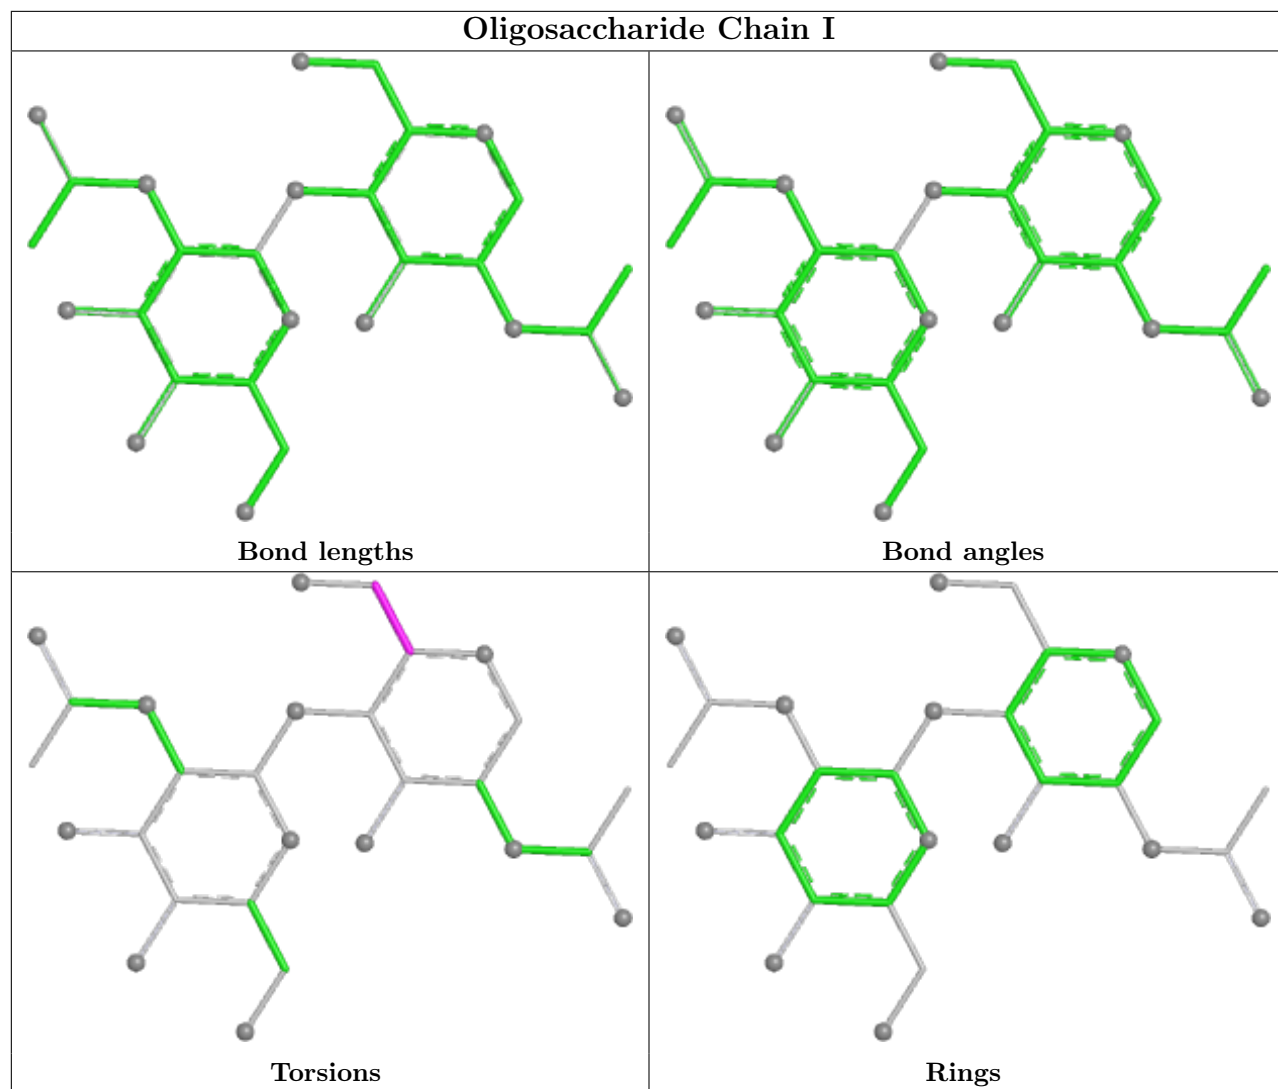 Oligosaccharide Chain I
Bond lengths
Bond angles
Torsions
Rings